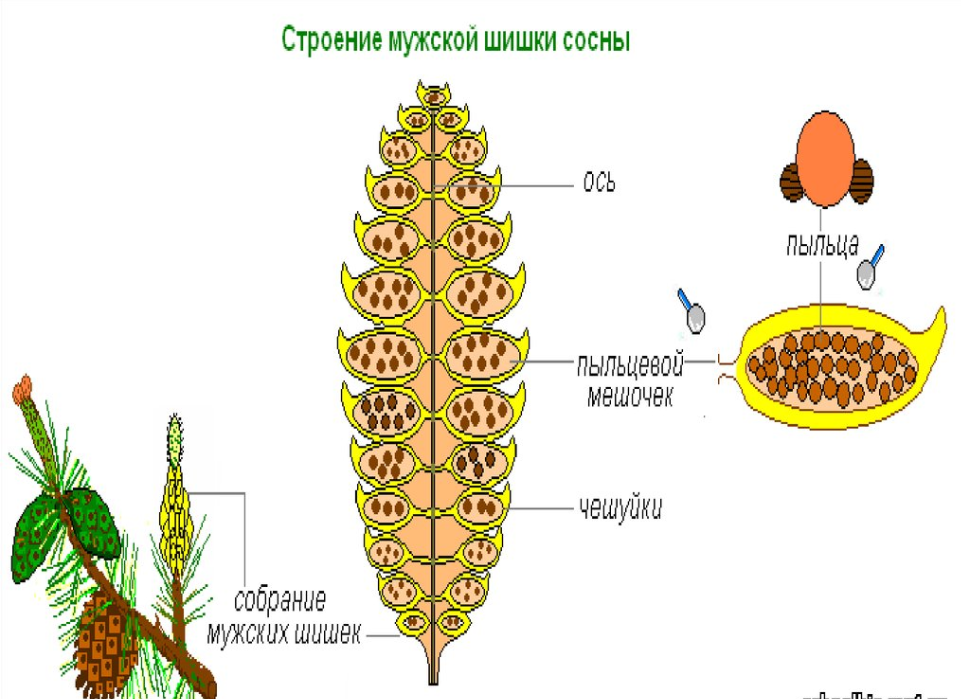 Строение мужской шишки сосны
ось
пыльца
пыльцевой
мешочек
чешуйки
собрание
мужских шишек